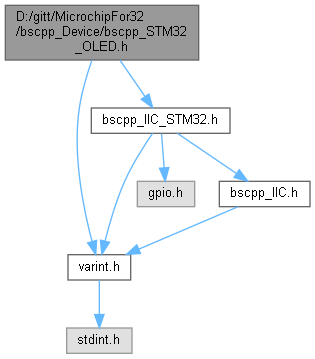 D:/gitt/MicrochipFor32
/bscpp_Device/bscpp_STM32
_OLED.h
bscpp_IIC_STM32.h
gpio.h
bscpp_IIC.h
varint.h
stdint.h